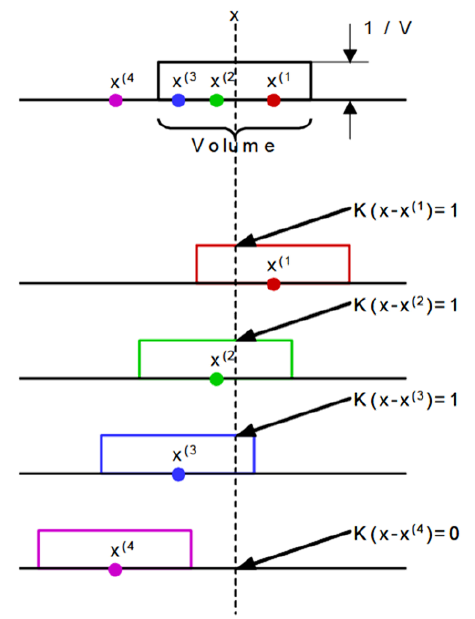 x
1 / V
x(4 x(3 x(2 x(1
Volume
K(x-x(1)=1
x(1
K(x-x(2)=1
x(2
K(x-x(3)=1
x(3
K(x-x(4)=0
x(4